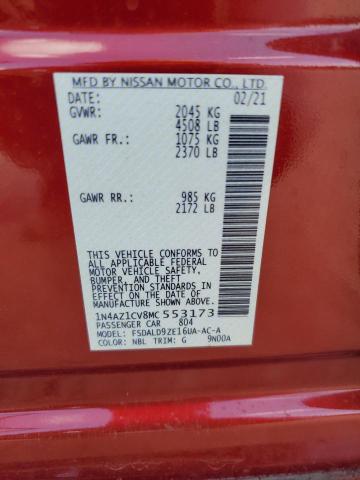 MFD BY NISSAN MOTOR CO., LTD.
DATE: 02/21
GVWR: 2045 KG
4508 LB
GAWR FR.: 1075 KG
2370 LB
GAWR RR.: 985 KG
2172 LB
THIS VEHICLE CONFORMS TO
ALL APPLICABLE FEDERAL
MOTOR VEHICLE SAFETY,
BUMPER, AND THEFT
PREVENTION STANDARDS IN
EFFECT ON THE DATE OF
MANUFACTURE SHOWN ABOVE.
1N4AZ1CV8MC 553173
PASSENGER CAR 804
MODEL: FSDALD9ZE16UA-AC-A
COLOR: NBL TRIM: G 9N00A